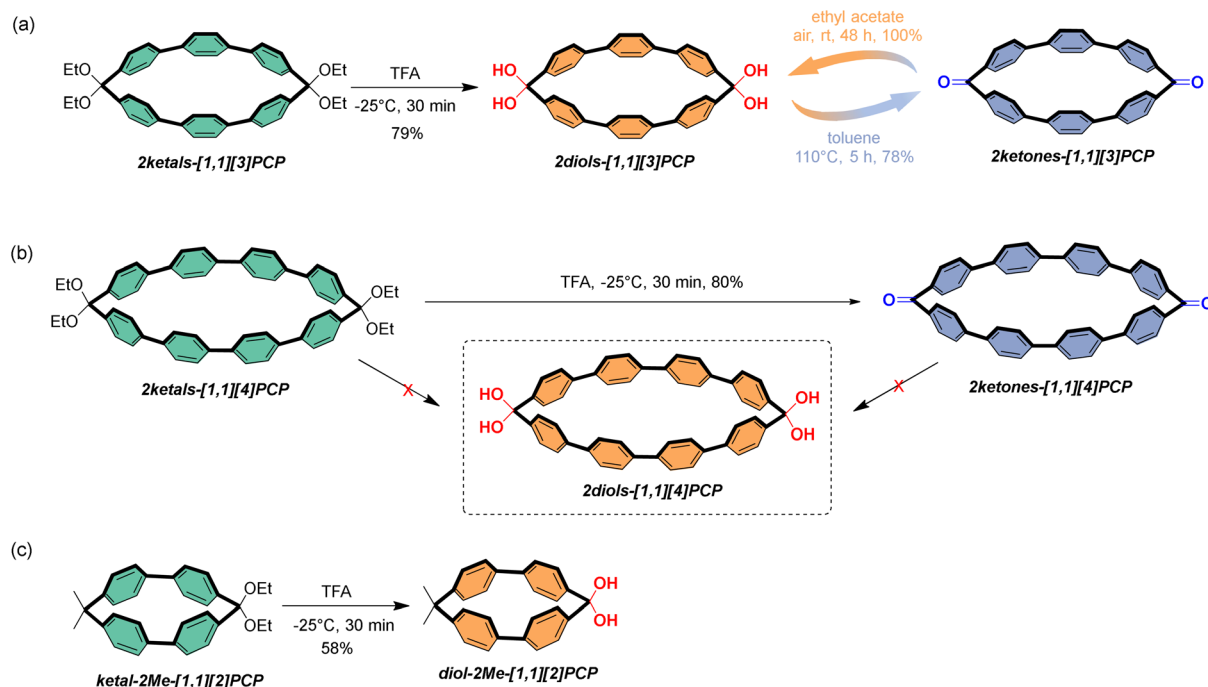 (a)
EtO
EtO
OEt
OEt
2ketals-[1,1][3]PCP
TFA
-25°C, 30 min
79%
HO
HO
OH
OH
2diols-[1,1][3]PCP
ethyl acetate
air, rt, 48 h, 100%
toluene
110°C, 5 h, 78%
O
O
2ketones-[1,1][3]PCP
(b)
EtO
EtO
OEt
OEt
2ketals-[1,1][4]PCP
TFA, -25°C, 30 min, 80%
O
O
2ketones-[1,1][4]PCP
X
X
HO
HO
OH
OH
2diols-[1,1][4]PCP
(c)
OEt
OEt
ketal-2Me-[1,1][2]PCP
TFA
-25°C, 30 min
58%
OH
OH
diol-2Me-[1,1][2]PCP